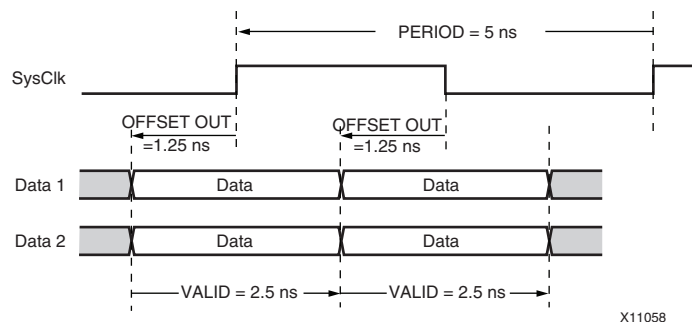 PERIOD = 5 ns
SysClk
OFFSET OUT
=1.25 ns
OFFSET OUT
=1.25 ns
Data 1
Data
Data
Data 2
Data
Data
VALID = 2.5 ns
VALID = 2.5 ns
X11058